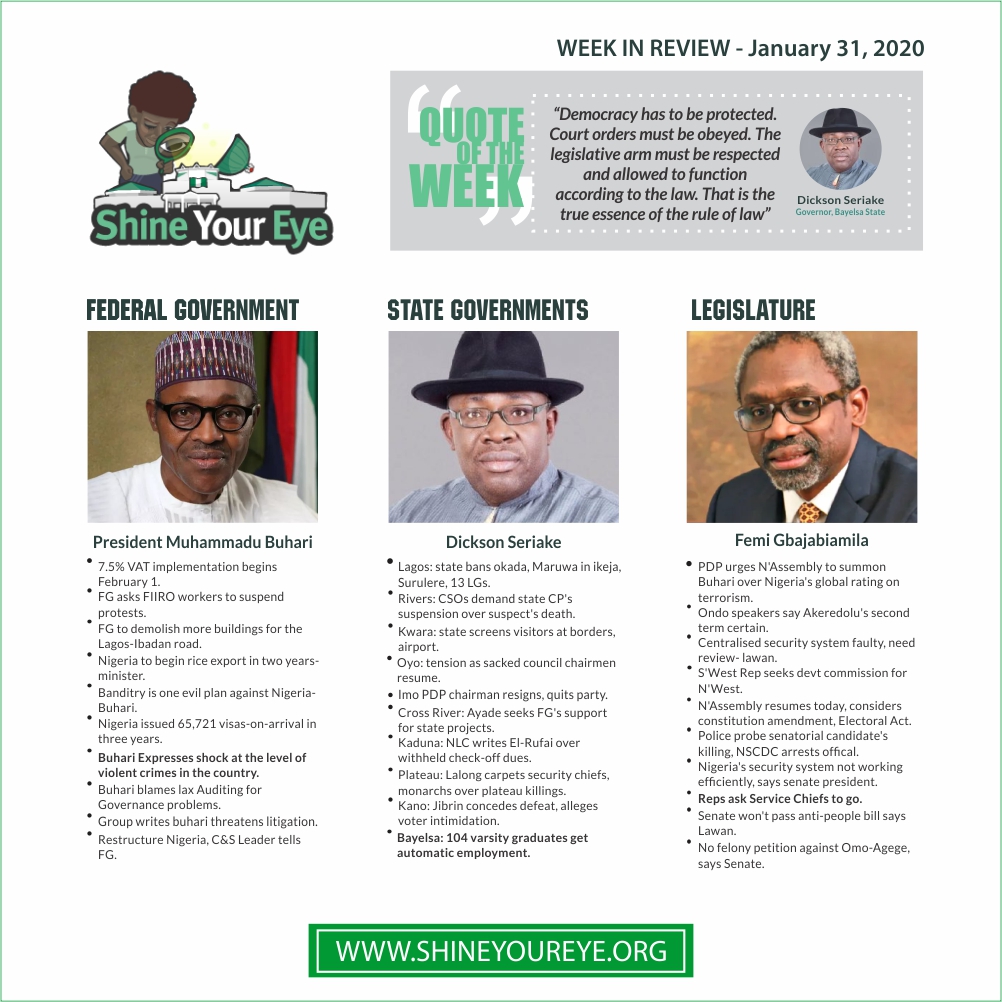 WEEK IN REVIEW - January 31, 2020
Shine Your Eye
QUOTE
OF THE
WEEK
“Democracy has to be protected.
Court orders must be obeyed. The
legislative arm must be respected
and allowed to function
according to the law. That is the
true essence of the rule of law”
Dickson Seriake
Governor, Bayelsa State
FEDERAL GOVERNMENT
President Muhammadu Buhari
• 7.5% VAT implementation begins
February 1.
• FG asks FIIRO workers to suspend
protests.
• FG to demolish more buildings for the
Lagos-Ibadan road.
• Nigeria to begin rice export in two years-
minister.
• Banditry is one evil plan against Nigeria-
Buhari.
• Nigeria issued 65,721 visas-on-arrival in
three years.
• Buhari Expresses shock at the level of
violent crimes in the country.
• Buhari blames lax Auditing for
Governance problems.
• Group writes buhari threatens litigation.
• Restructure Nigeria, C&S Leader tells
FG.
STATE GOVERNMENTS
Dickson Seriake
• Lagos: state bans okada, Maruwa in ikeja,
Surulere, 13 LGs.
• Rivers: CSOs demand state CP's
suspension over suspect's death.
• Kwara: state screens visitors at borders,
airport.
• Oyo: tension as sacked council chairmen
resume.
• Imo PDP chairman resigns, quits party.
• Cross River: Ayade seeks FG's support
for state projects.
• Kaduna: NLC writes El-Rufai over
withheld check-off dues.
• Plateau: Lalong carpets security chiefs,
monarchs over plateau killings.
• Kano: Jibrin concedes defeat, alleges
voter intimidation.
• Bayelsa: 104 varsity graduates get
automatic employment.
LEGISLATURE
Femi Gbajabiamila
• PDP urges N'Assembly to summon
Buhari over Nigeria's global rating on
terrorism.
• Ondo speakers say Akeredolu's second
term certain.
• Centralised security system faulty, need
review- lawan.
• S'West Rep seeks devt commission for
N'West.
• N'Assembly resumes today, considers
constitution amendment, Electoral Act.
• Police probe senatorial candidate's
killing, NSCDC arrests offical.
• Nigeria's security system not working
efficiently, says senate president.
• Reps ask Service Chiefs to go.
• Senate won't pass anti-people bill says
Lawan.
• No felony petition against Omo-Agege,
says Senate.
WWW.SHINEYOUREYE.ORG